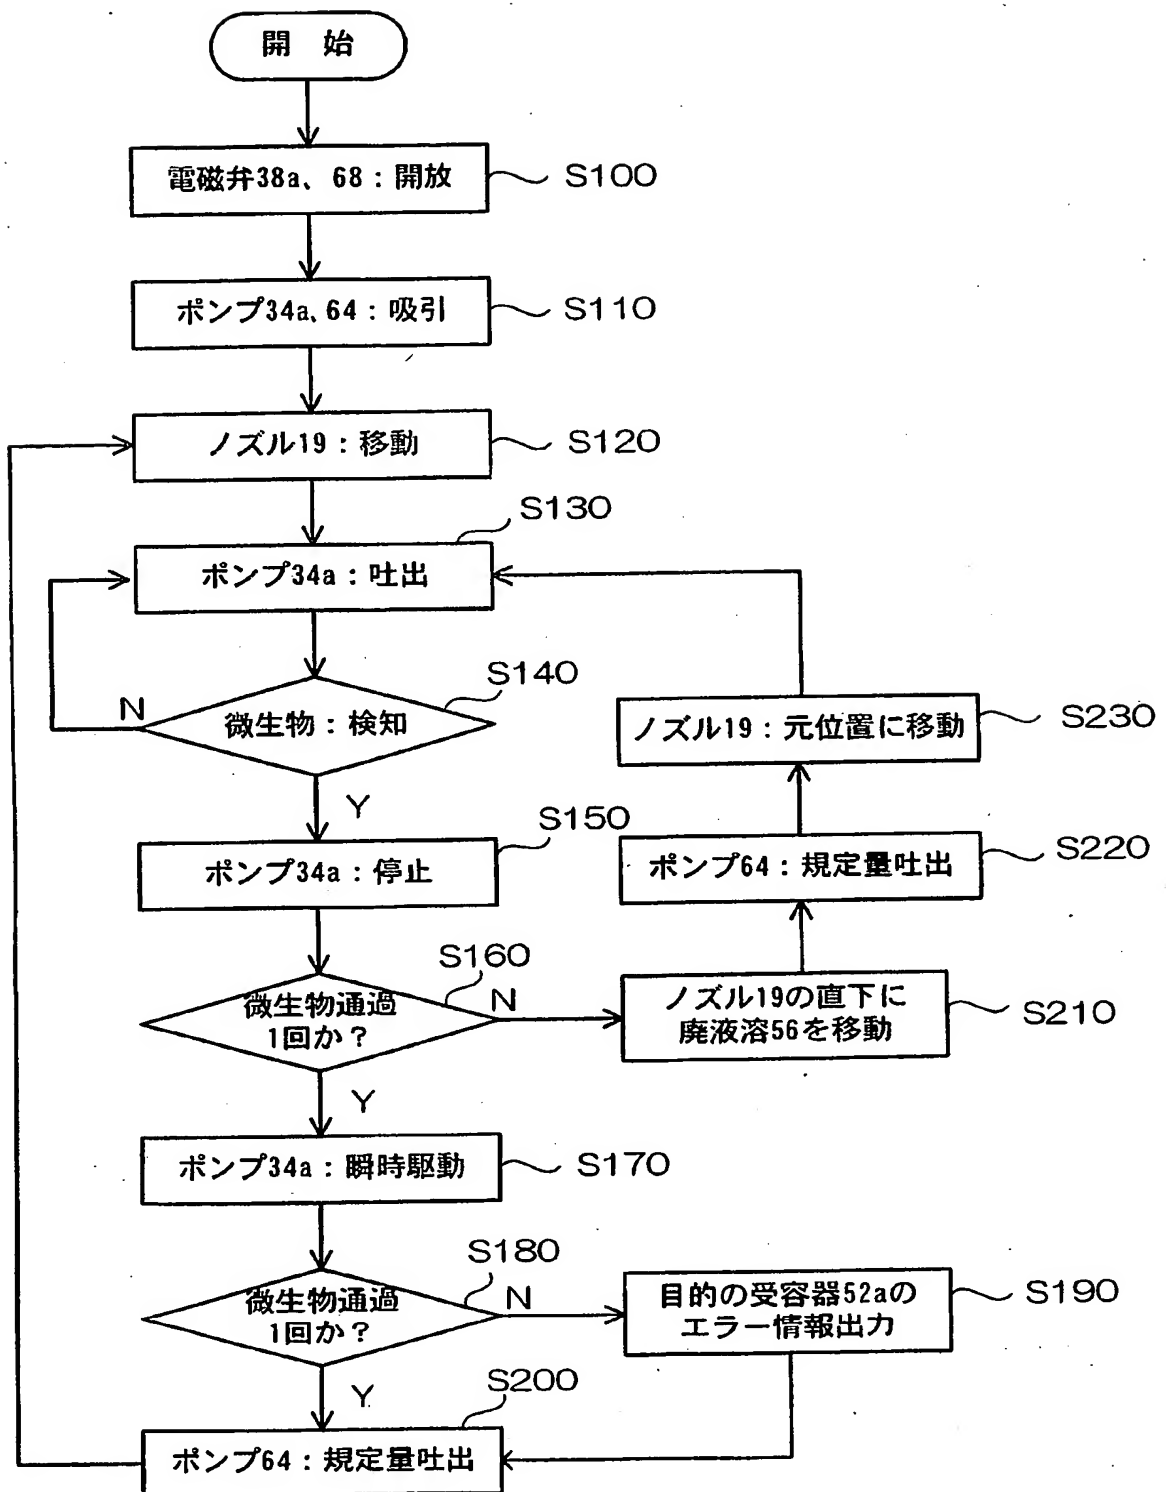 開 始
電磁弁38a、68：開放
S100
ポンプ34a、64：吸引
S110
ノズル19：移動
S120
S130
ポンプ34a：吐出
S140
N
微生物：検知
ノズル19：元位置に移動
S230
Y
S150
ポンプ34a：停止
ポンプ64：規定量吐出
S220
S160
微生物通過
1回か？
N
ノズル19の直下に
廃液溶56を移動
S210
Y
ポンプ34a：瞬時駆動
S170
S180
微生物通過
1回か？
N
目的の受容器52aの
エラー情報出力
S190
Y
S200
ポンプ64：規定量吐出